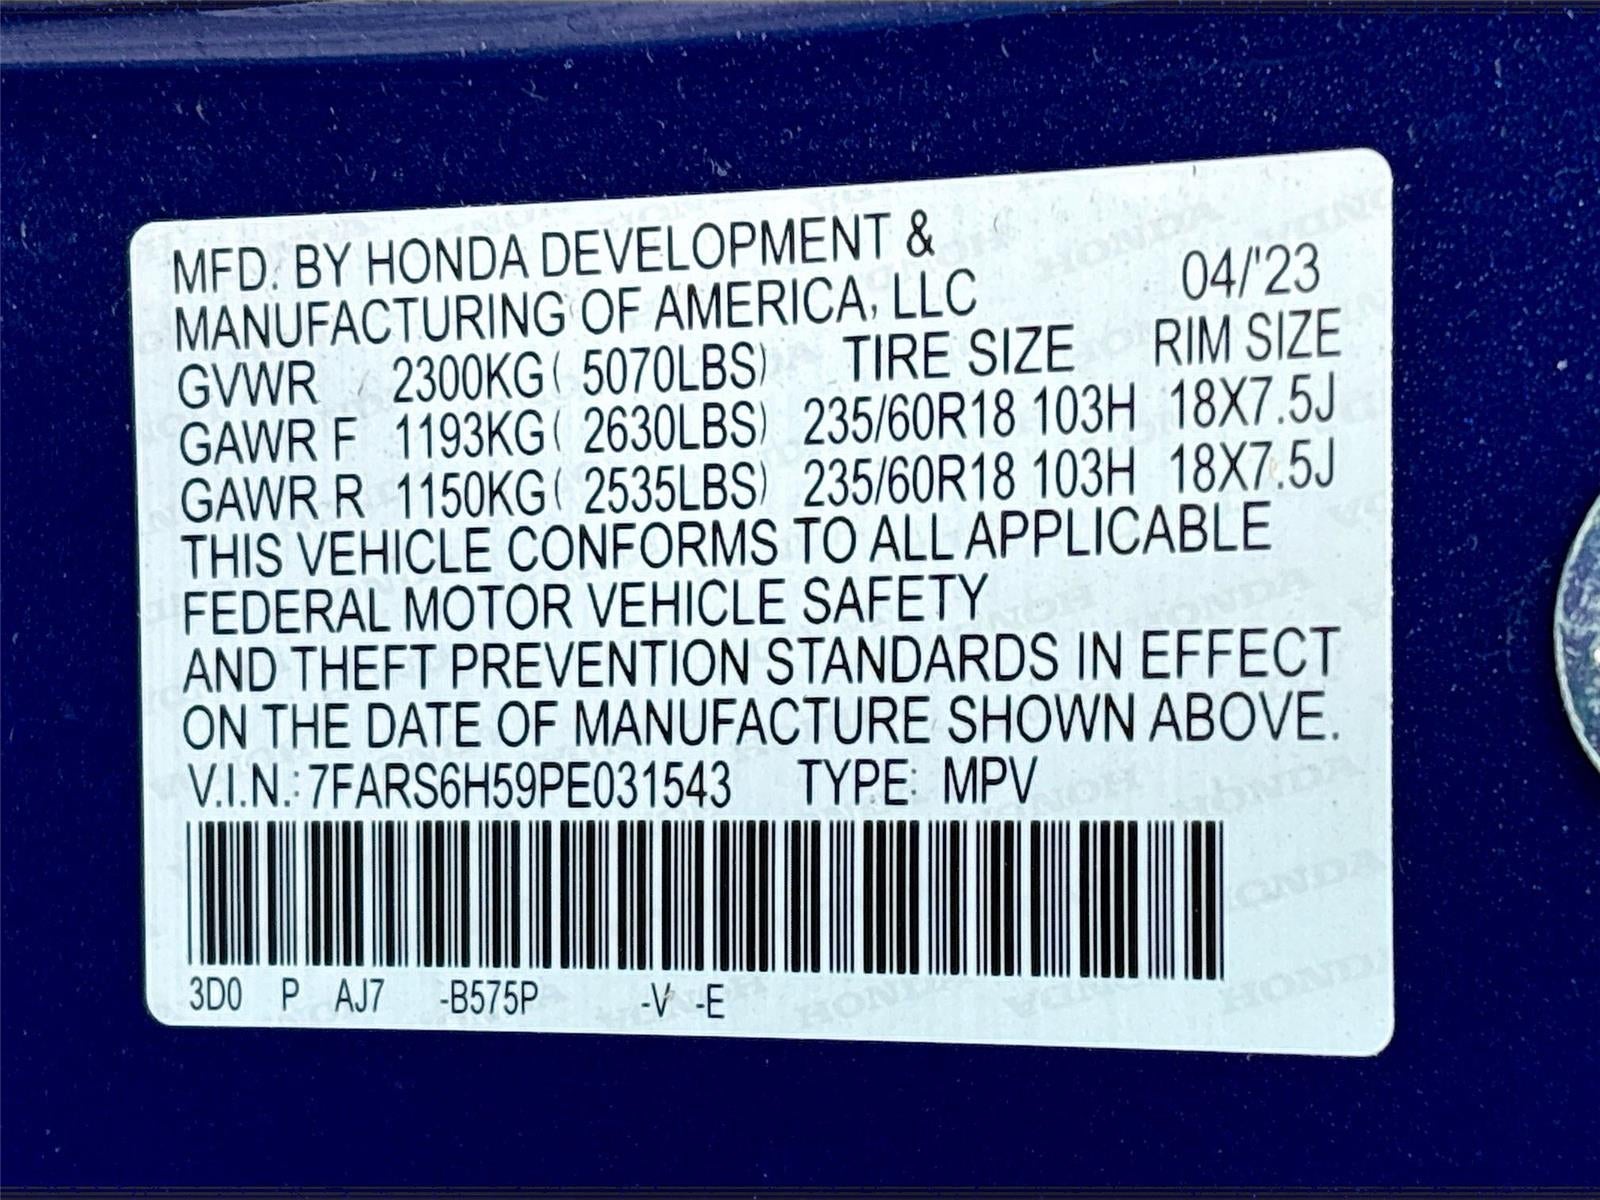 MFD. BY HONDA DEVELOPMENT &
MANUFACTURING OF AMERICA, LLC 04/'23
GVWR 2300KG( 5070LBS) TIRE SIZE RIM SIZE
GAWR F 1193KG( 2630LBS) 235/60R18 103H 18X7.5J
GAWR R 1150KG( 2535LBS) 235/60R18 103H 18X7.5J
THIS VEHICLE CONFORMS TO ALL APPLICABLE
FEDERAL MOTOR VEHICLE SAFETY
AND THEFT PREVENTION STANDARDS IN EFFECT
ON THE DATE OF MANUFACTURE SHOWN ABOVE.
V.I.N.: 7FARS6H59PE031543 TYPE: MPV
3D0 P AJ7 -B575P -V -E